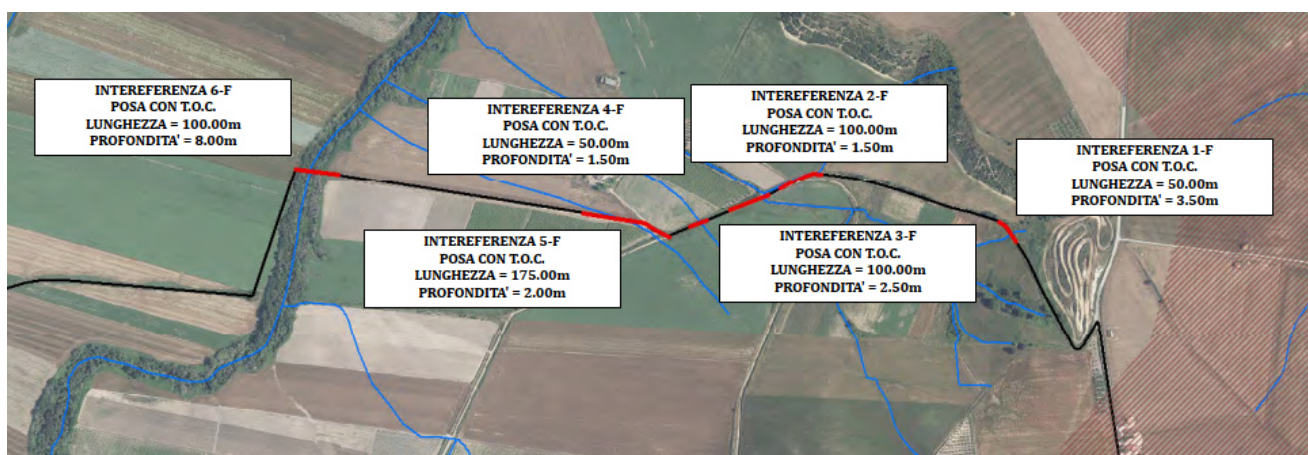 INTEREFERENZA 6-F
POSA CON T.O.C.
LUNGHEZZA = 100.00m
PROFONDITA' = 8.00m
INTEREFERENZA 4-F
POSA CON T.O.C.
LUNGHEZZA = 50.00m
PROFONDITA' = 1.50m
INTEREFERENZA 2-F
POSA CON T.O.C.
LUNGHEZZA = 100.00m
PROFONDITA' = 1.50m
INTEREFERENZA 1-F
POSA CON T.O.C.
LUNGHEZZA = 50.00m
PROFONDITA' = 3.50m
INTEREFERENZA 5-F
POSA CON T.O.C.
LUNGHEZZA = 175.00m
PROFONDITA' = 2.00m
INTEREFERENZA 3-F
POSA CON T.O.C.
LUNGHEZZA = 100.00m
PROFONDITA' = 2.50m